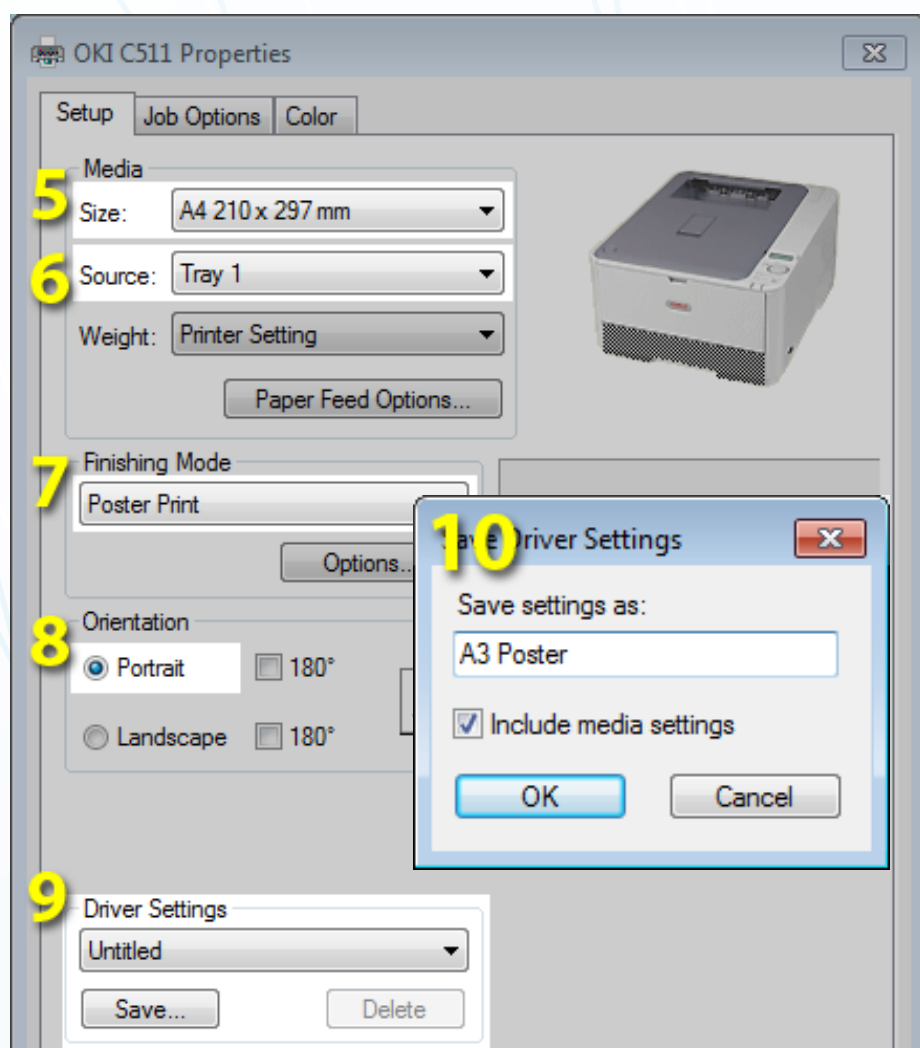 OKI C511 Properties
Setup Job Options Color
Media
5
Size: A4 210 x 297 mm
6
Source: Tray 1
Weight: Printer Setting
Paper Feed Options...
7
Finishing Mode
Poster Print
Options...
8
Orientation
Portrait 180°
Landscape 180°
10
Save Driver Settings
Save settings as:
A3 Poster
Include media settings
OK Cancel
9
Driver Settings
Untitled
Save... Delete